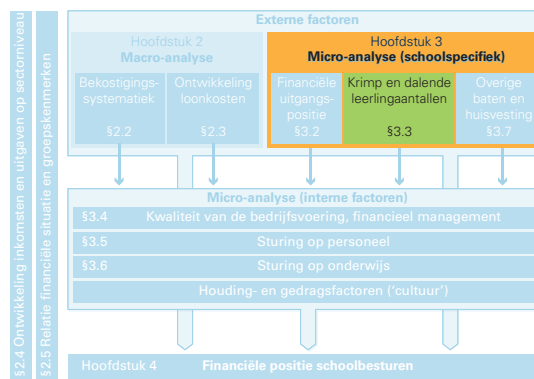 §2.4 Ontwikkeling inkomsten en uitgaven op sectorniveau
§2.5 Relatie financiële situatie en groepskenmerken
Externe factoren
Hoofdstuk 2
Macro-analyse
Bekostigings-
systematiek
§2.2
Ontwikkeling
loonkosten
§2.3
Hoofdstuk 3
Micro-analyse (schoolspecifiek)
Financiële
uitgangs-
positie
§3.2
Krimp en dalende
leerlingaantallen
§3.3
Overige
baten en
huisvesting
§3.7
Micro-analyse (interne factoren)
§3.4 Kwaliteit van de bedrijfsvoering, financieel management
§3.5 Sturing op personeel
§3.6 Sturing op onderwijs
Houding- en gedragsfactoren (‘cultuur’)
Hoofdstuk 4 Financiële positie schoolbesturen